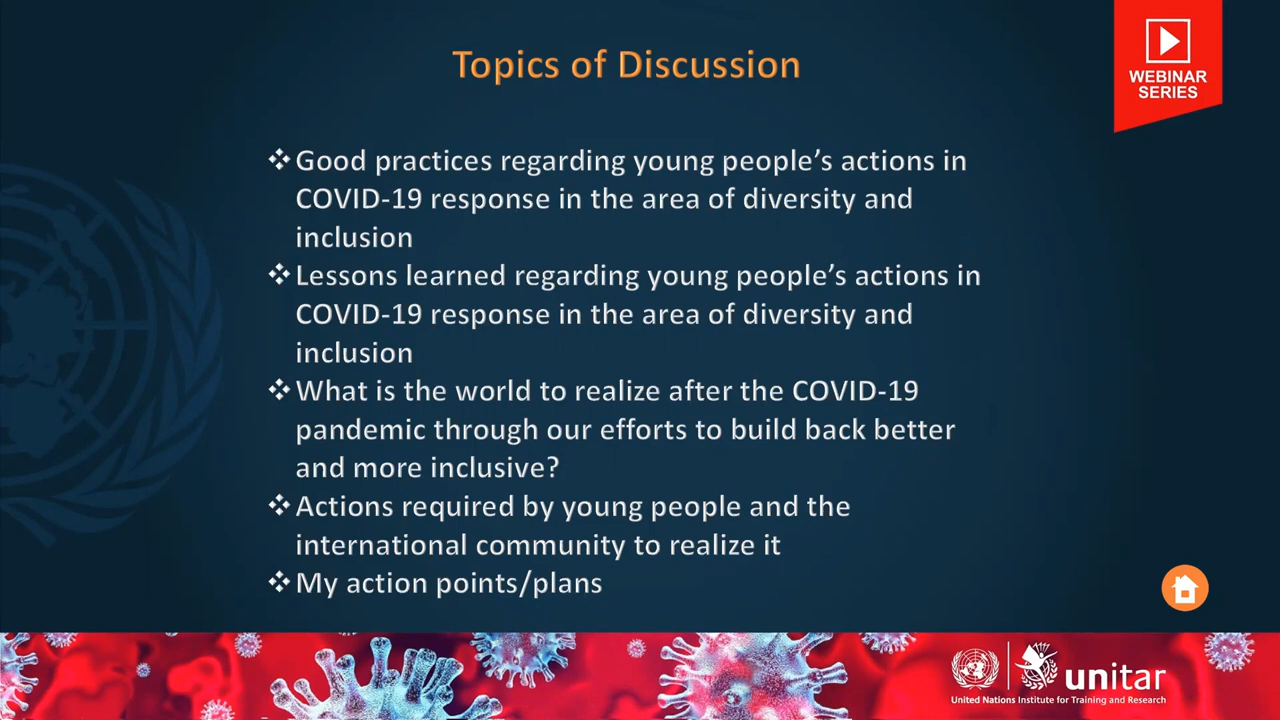 Topics of Discussion
WEBINAR
SERIES
❖Good practices regarding young people’s actions in
COVID-19 response in the area of diversity and
inclusion
❖Lessons learned regarding young people’s actions in
COVID-19 response in the area of diversity and
inclusion
❖What is the world to realize after the COVID-19
pandemic through our efforts to build back better
and more inclusive?
❖Actions required by young people and the
international community to realize it
❖My action points/plans
unitar
United Nations Institute for Training and Research